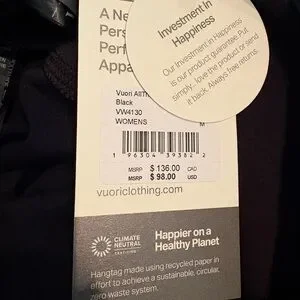 A Ne
Pers
Perf
Appa
Investment in
Happiness
Our Investment in Happiness
is our product guarantee. Put
simply... love the product or send
it back. Always free returns.
Vuori
Black
VW4130
WOMENS M
1 96304 39382 2
MSRP $ 136.00 CAD
MSRP $ 98.00 USD
vuoriclothing.com
CLIMATE
NEUTRAL
CERTIFIED
Happier on a
Healthy Planet
Hangtag made using recycled paper in
effort to achieve a sustainable, circular,
zero waste system.